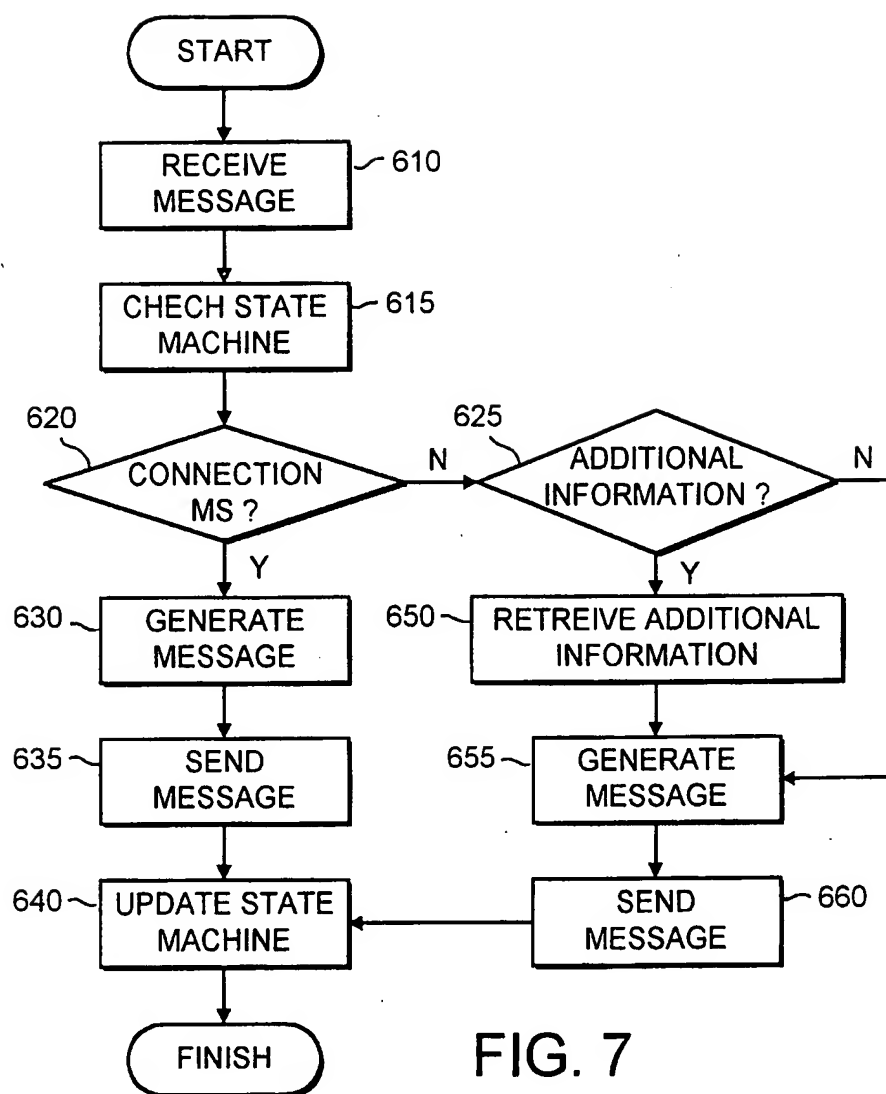 START
RECEIVE
MESSAGE
610
CHECH STATE
MACHINE
615
620
CONNECTION
MS ?
N
Y
625
ADDITIONAL
INFORMATION ?
N
Y
630
GENERATE
MESSAGE
650
RETREIVE ADDITIONAL
INFORMATION
635
SEND
MESSAGE
655
GENERATE
MESSAGE
640
UPDATE STATE
MACHINE
SEND
MESSAGE
660
FINISH
FIG. 7